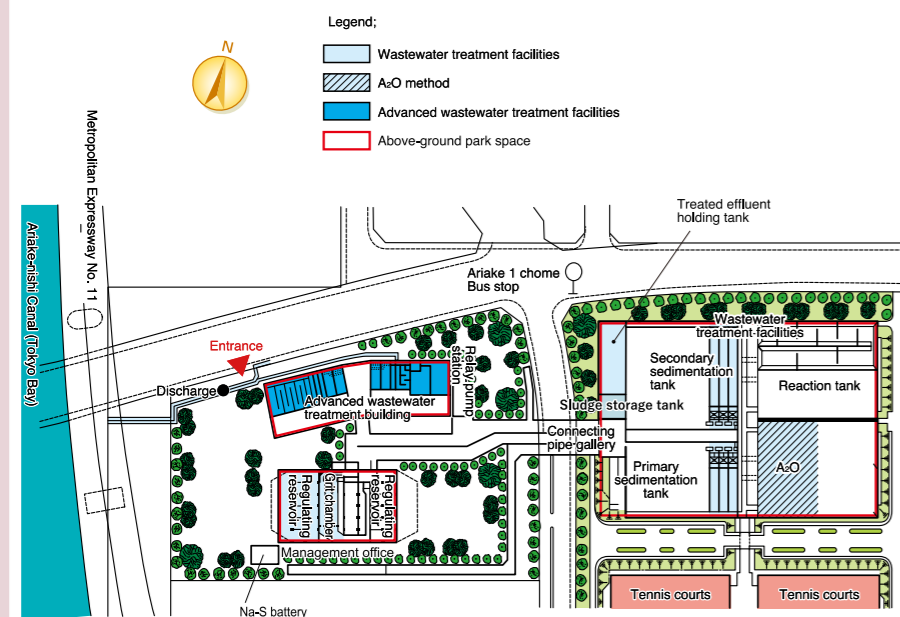 Legend;
N
Wastewater treatment facilities
A2O method
Advanced wastewater treatment facilities
Above-ground park space
Metropolitan Expressway No. 11
Ariake-nishi Canal (Tokyo Bay)
Treated effluent
holding tank
Ariake 1 chome
Bus stop
Entrance
Discharge
Relay pump
station
Advanced wastewater
treatment building
Wastewater
treatment facilities
Secondary
sedimentation
tank
Reaction tank
Sludge storage tank
Connecting
pipe gallery
Primary
sedimentation
tank
A2O
Regulating
reservoir
Grit chamber
Regulating
reservoir
Management office
Na-S battery
Tennis courts
Tennis courts